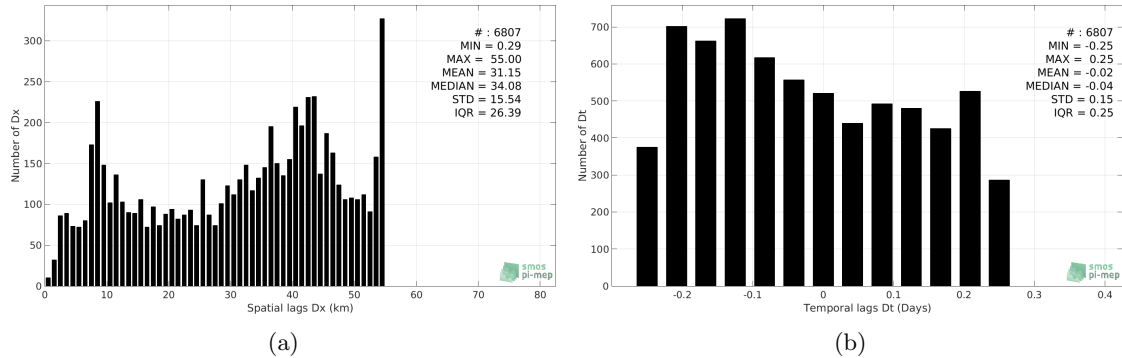 300
250
200
150
100
50
0
Number of Dx
# : 6807
MIN = 0.29
MAX = 55.00
MEAN = 31.15
MEDIAN = 34.08
STD = 15.54
IQR = 26.39
smos
pi-mep
0 10 20 30 40 50 60 70 80
Spatial lags Dx (km)
(a)
700
600
500
400
300
200
100
0
Number of Dt
# : 6807
MIN = -0.25
MAX = 0.25
MEAN = -0.02
MEDIAN = -0.04
STD = 0.15
IQR = 0.25
smos
pi-mep
-0.2 -0.1 0 0.1 0.2 0.3 0.4
Temporal lags Dt (Days)
(b)